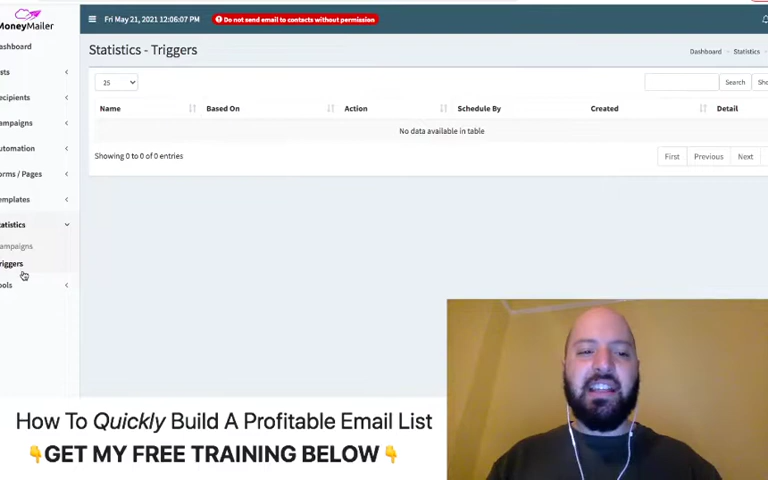 MoneyMailer
Fri May 21, 2021 12:06:07 PM
Do not send email to contacts without permission
Statistics - Triggers
Dashboard
Statistics
25
Search
Name
Based On
Action
Schedule By
Created
Detail
No data available in table
Showing 0 to 0 of 0 entries
First
Previous
Next
ashboard
sts
ecipients
ampaigns
utomation
orms / Pages
emplates
tatistics
ampaigns
riggers
ools
How To Quickly Build A Profitable Email List
👇GET MY FREE TRAINING BELOW👇